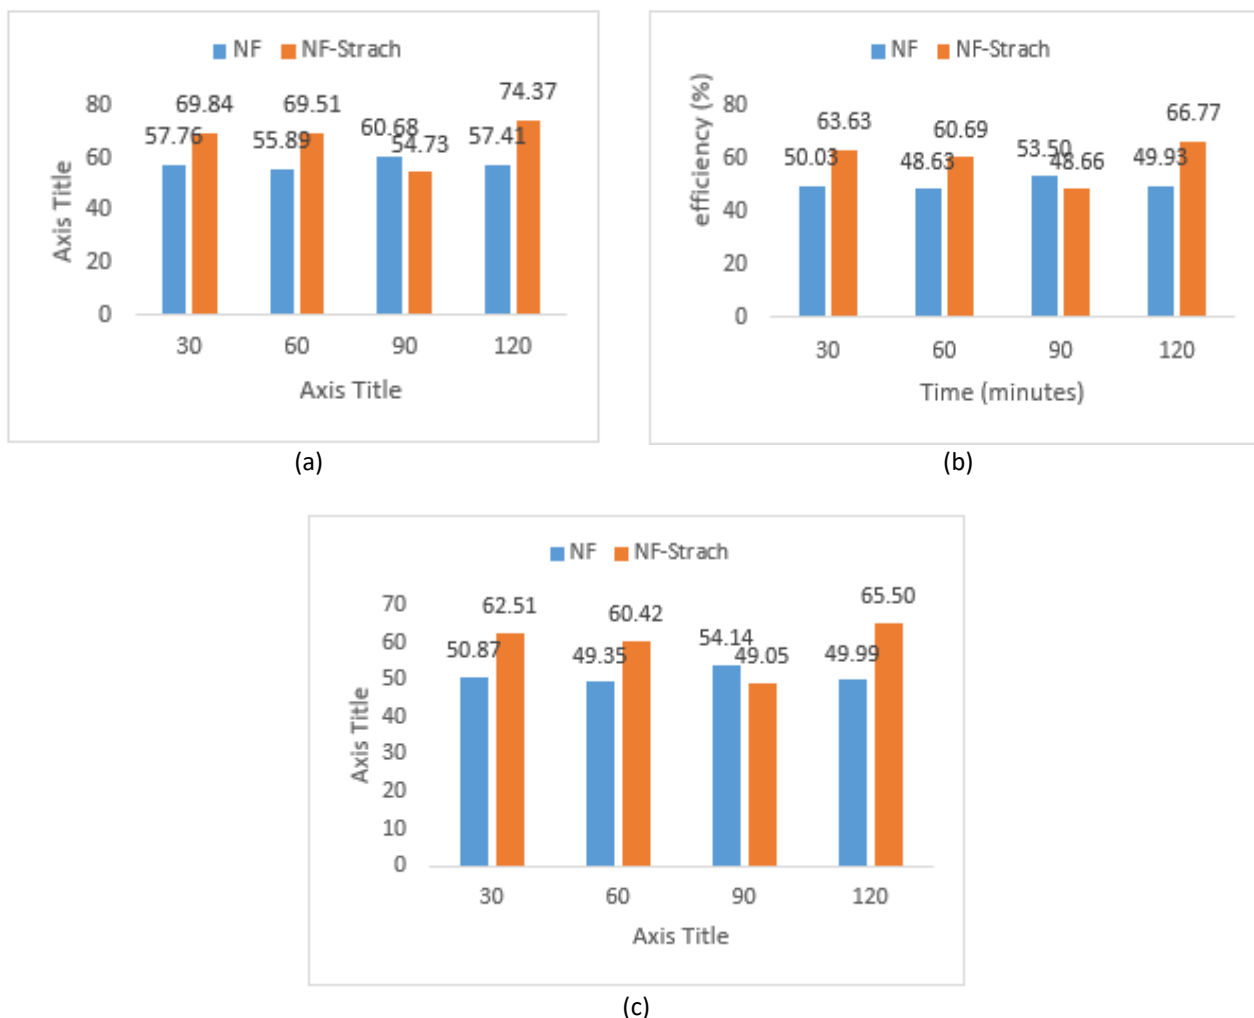 NF NF-Strach
Axis Title
80
60
40
20
0
57.76 69.84 55.89 69.51 60.68 54.73 57.41 74.37
30 60 90 120
Axis Title
(a)
NF NF-Strach
efficiency (%)
80
60
40
20
0
50.03 63.63 48.63 60.69 53.50 48.66 49.93 66.77
30 60 90 120
Time (minutes)
(b)
NF NF-Strach
Axis Title
70
60
50
40
30
20
10
0
50.87 62.51 49.35 60.42 54.14 49.05 49.99 65.50
30 60 90 120
Axis Title
(c)